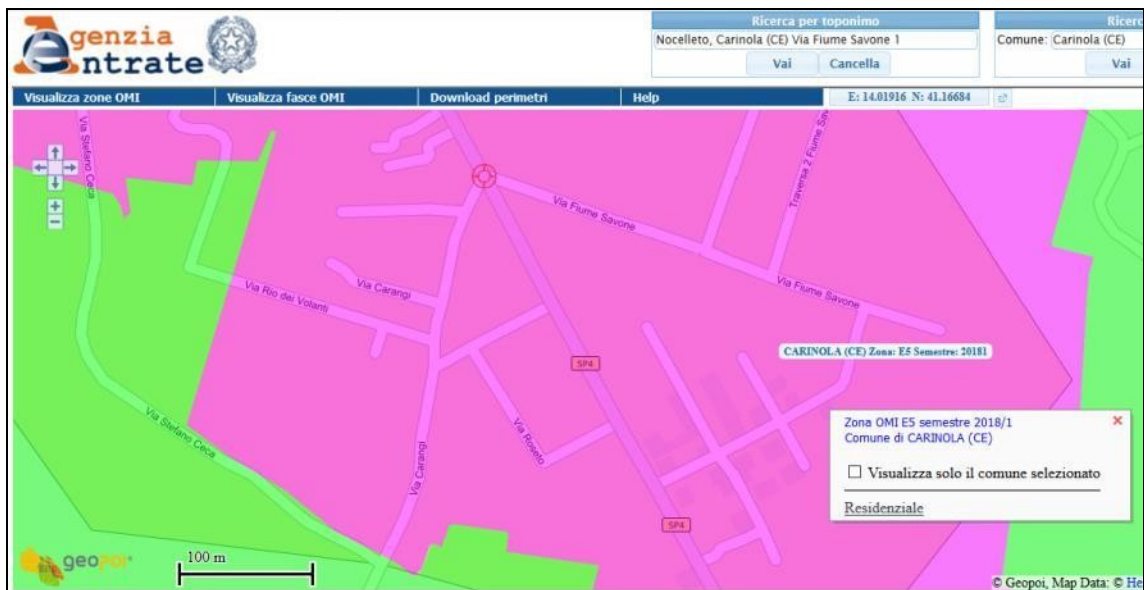 Agenzia
Entrate
Ricerca per toponimo
Nocelleto, Carinola (CE) Via Fiume Savone 1
Vai Cancella
Ricerc
Comune: Carinola (CE)
Vai
Visualizza zone OMI Visualizza fasce OMI Download perimetri Help E: 14.01916 N: 41.16684
Via Stefano Ceca
Via Fiume Savone
Traversa 2 Fiume Sav
Via Rio dei Volanti
Via Carangi
Via Fiume Savone
CARINOLA (CE) Zona: E5 Semestre: 20181
SP4
Via Stefano Ceca
Via Carangi
Via Roseto
SP4
Zona OMI E5 semestre 2018/1
Comune di CARINOLA (CE)
Visualizza solo il comune selezionato
Residenziale
geopoi
100 m
© Geopoi, Map Data: © He